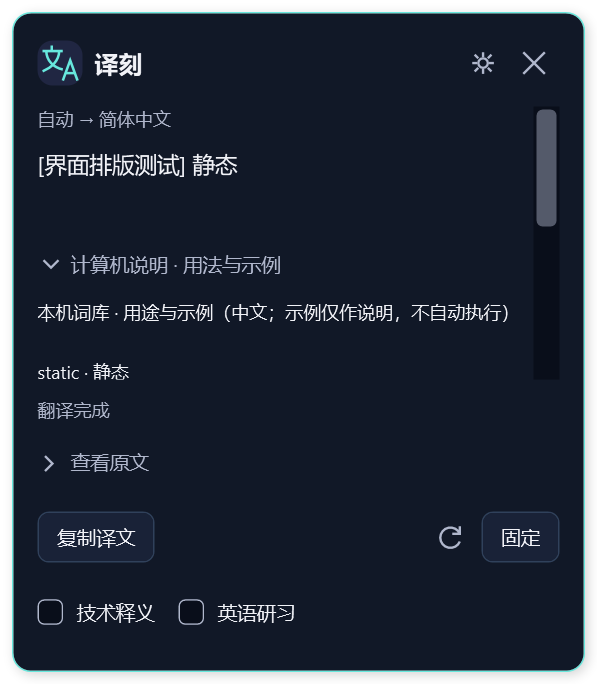 译刻
自动 → 简体中文
[界面排版测试] 静态
计算机说明 · 用法与示例
本机词库 · 用途与示例（中文；示例仅作说明，不自动执行）
static · 静态
翻译完成
查看原文
复制译文
固定
技术释义
英语研习